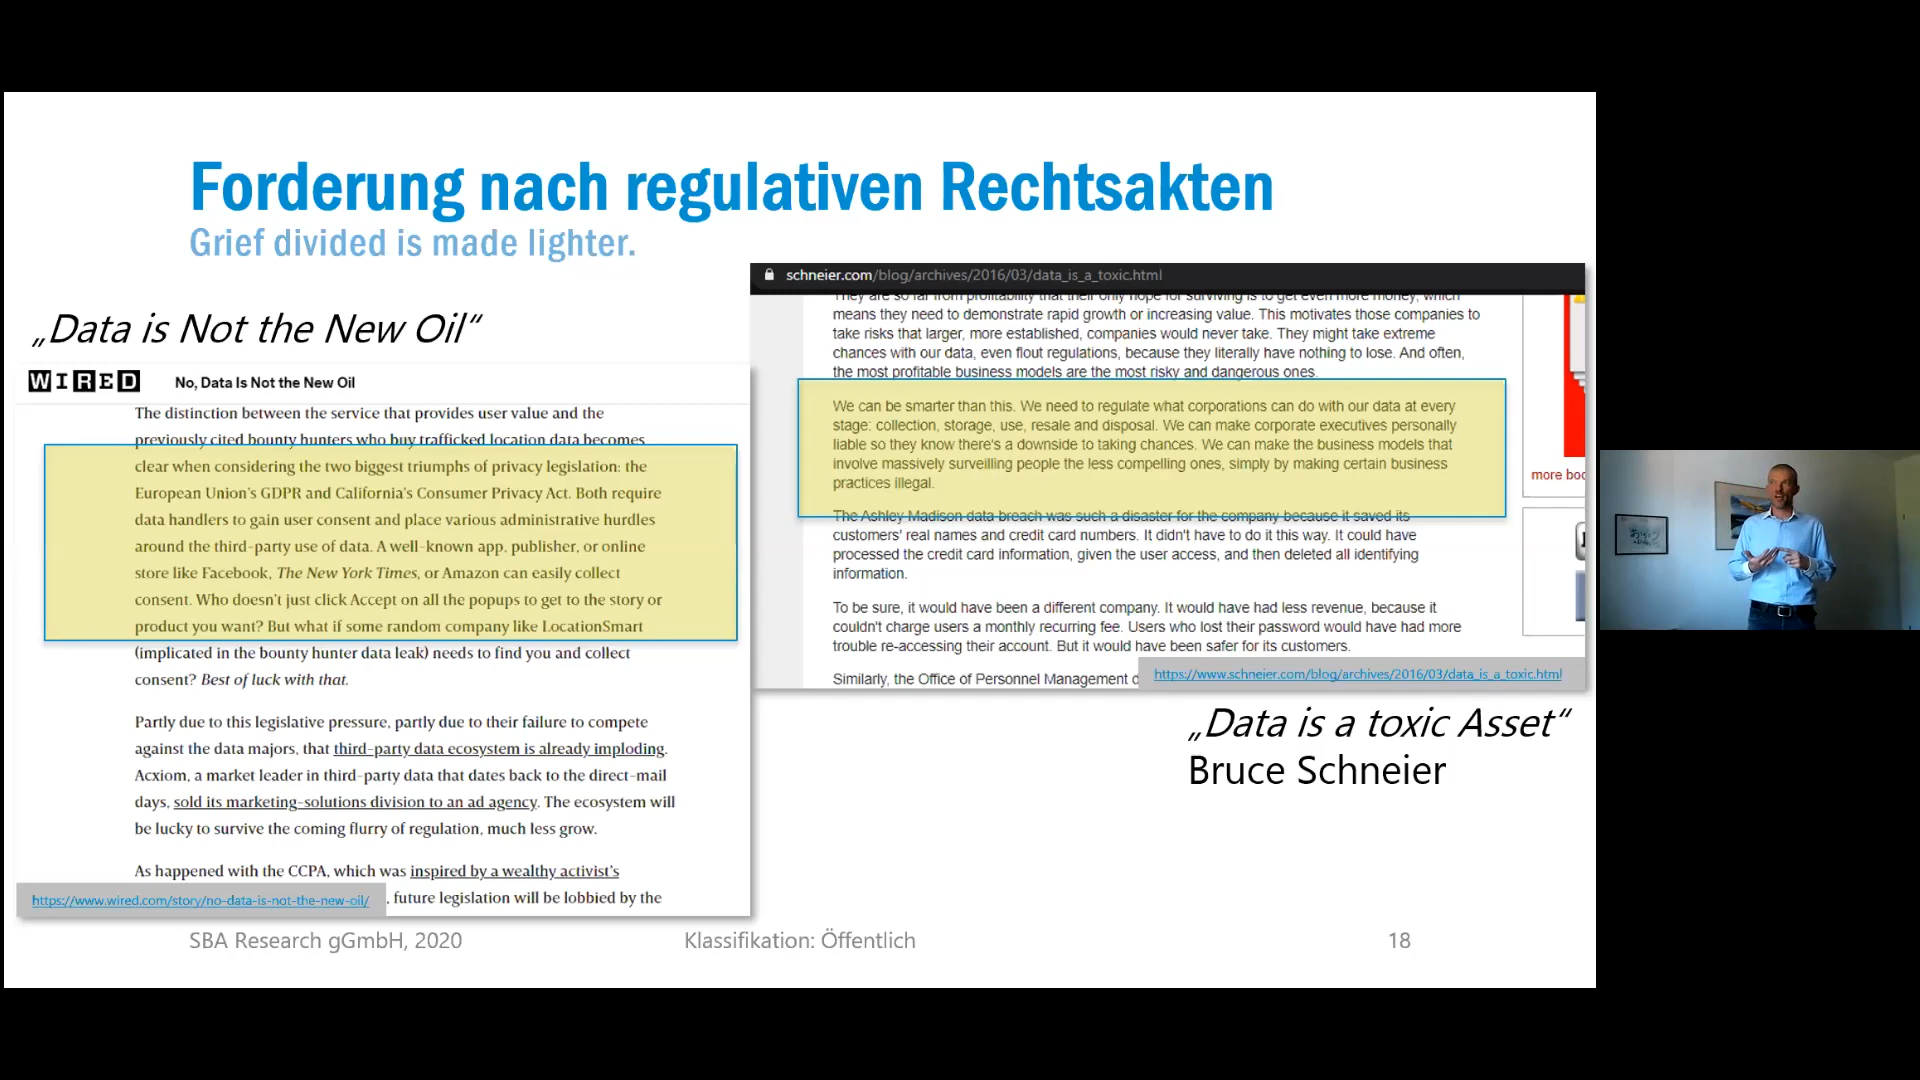 Forderung nach regulativen Rechtsakten
Grief divided is made lighter.
„Data is Not the New Oil“
WIRED No, Data Is Not the New Oil
The distinction between the service that provides user value and the
previously cited bounty hunters who buy trafficked location data becomes
clear when considering the two biggest triumphs of privacy legislation: the
European Union's GDPR and California's Consumer Privacy Act. Both require
data handlers to gain user consent and place various administrative hurdles
around the third-party use of data. A well-known app, publisher, or online
store like Facebook, The New York Times, or Amazon can easily collect
consent. Who doesn't just click Accept on all the popups to get to the story or
product you want? But what if some random company like LocationSmart
(implicated in the bounty hunter data leak) needs to find you and collect
consent? Best of luck with that.
Partly due to this legislative pressure, partly due to their failure to compete
against the data majors, that third-party data ecosystem is already imploding.
Acxiom, a market leader in third-party data that dates back to the direct-mail
days, sold its marketing-solutions division to an ad agency. The ecosystem will
be lucky to survive the coming flurry of regulation, much less grow.
As happened with the CCPA, which was inspired by a wealthy activist's
, future legislation will be lobbied by the
https://www.wired.com/story/no-data-is-not-the-new-oil/
schneier.com/blog/archives/2016/03/data_is_a_toxic.html
They are so far from profitability that their only hope for surviving is to get even more money, which
means they need to demonstrate rapid growth or increasing value. This motivates those companies to
take risks that larger, more established, companies would never take. They might take extreme
chances with our data, even flout regulations, because they literally have nothing to lose. And often,
the most profitable business models are the most risky and dangerous ones.
We can be smarter than this. We need to regulate what corporations can do with our data at every
stage: collection, storage, use, resale and disposal. We can make corporate executives personally
liable so they know there's a downside to taking chances. We can make the business models that
involve massively surveilling people the less compelling ones, simply by making certain business
practices illegal.
The Ashley Madison data breach was such a disaster for the company because it saved its
customers' real names and credit card numbers. It didn't have to do it this way. It could have
processed the credit card information, given the user access, and then deleted all identifying
information.
To be sure, it would have been a different company. It would have had less revenue, because it
couldn't charge users a monthly recurring fee. Users who lost their password would have had more
trouble re-accessing their account. But it would have been safer for its customers.
Similarly, the Office of Personnel Management d
more boo
https://www.schneier.com/blog/archives/2016/03/data_is_a_toxic.html
„Data is a toxic Asset“
Bruce Schneier
SBA Research gGmbH, 2020
Klassifikation: Öffentlich
18